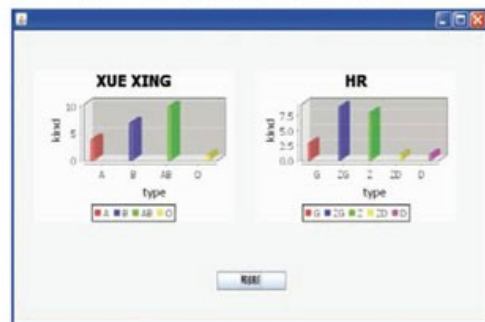 XUE XING
10
5
0
kind
A B AB O
type
A B AB O
HR
7.5
5.0
2.5
0.0
kind
G ZG Z ZD D
type
G ZG Z ZD D